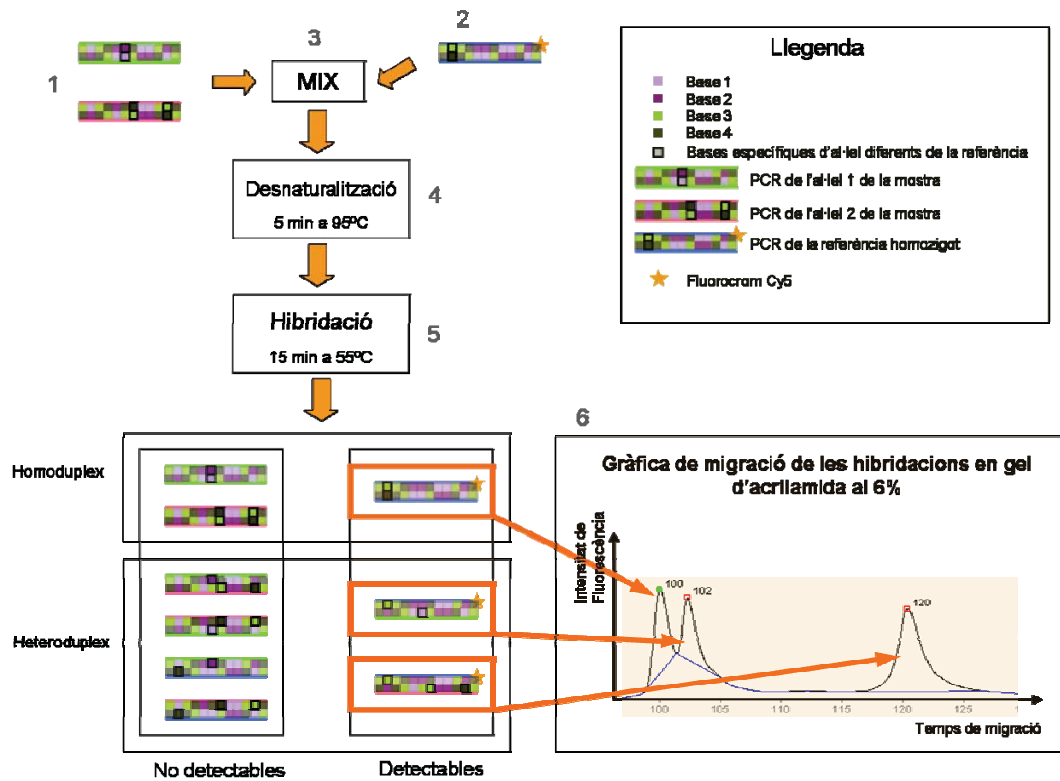 1
2
3
MIX
Desnaturalització
5 min a 95ºC
4
Hibridació
15 min a 55ºC
5
Llegenda
Base 1
Base 2
Base 3
Base 4
Bases específiques d'al·lel diferents de la referència
PCR de l'al·lel 1 de la mostra
PCR de l'al·lel 2 de la mostra
PCR de la referència homozigot
Fluorocrom Cy5
Homoduplex
Heteroduplex
No detectables
Detectables
6
Gràfica de migració de les hibridacions en gel
d'acrilamida al 6%
Intensitat de
Fluorescència
100
102
120
100
105
110
115
120
125
1
Temps de migració